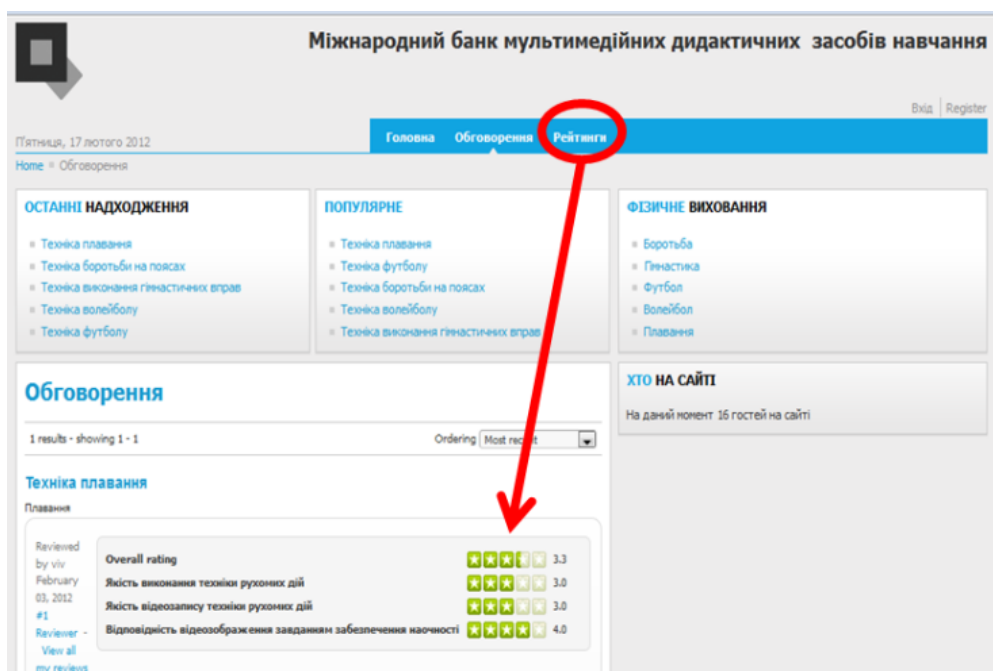 Міжнародний банк мультимедійних дидактичних засобів навчання
Вхід | Register
П'ятниця, 17 лютого 2012
Головна Обговорення Рейтинги
Home Обговорення
ОСТАННІ НАДХОДЖЕННЯ
Техніка плавання
Техніка боротьби на поясах
Техніка виконання гімнастичних вправ
Техніка волейболу
Техніка футболу
ПОПУЛЯРНЕ
Техніка плавання
Техніка футболу
Техніка боротьби на поясах
Техніка волейболу
Техніка виконання гімнастичних вправ
ФІЗИЧНЕ ВИХОВАННЯ
Боротьба
Гімнастика
Футбол
Волейбол
Плавання
Обговорення
1 results - showing 1 - 1
Ordering Most recent
Техніка плавання
Плавання
Reviewed
by viv
February
03, 2012
#1
Reviewer -
View all
my reviews
Overall rating 3.3
Якість виконання техніки рухомих дій 3.0
Якість відеозапису техніки рухомих дій 3.0
Відповідність відеозображення завданням забезпечення наочності 4.0
ХТО НА САЙТІ
На даний момент 16 гостей на сайті